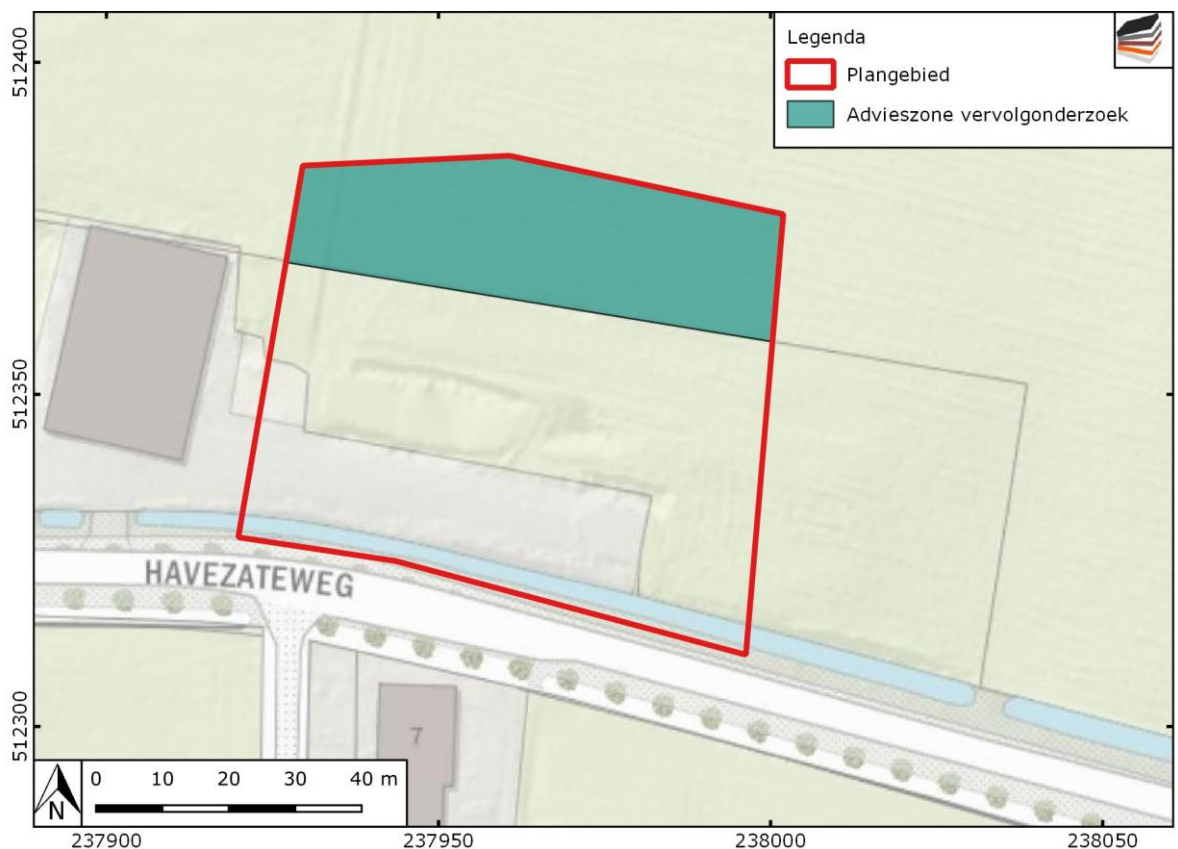 Legenda
Plangebied
Advieszone vervolgonderzoek
512400
512350
512300
HAVEZATEWEG
7
0 10 20 30 40 m
N
237900 237950 238000 238050